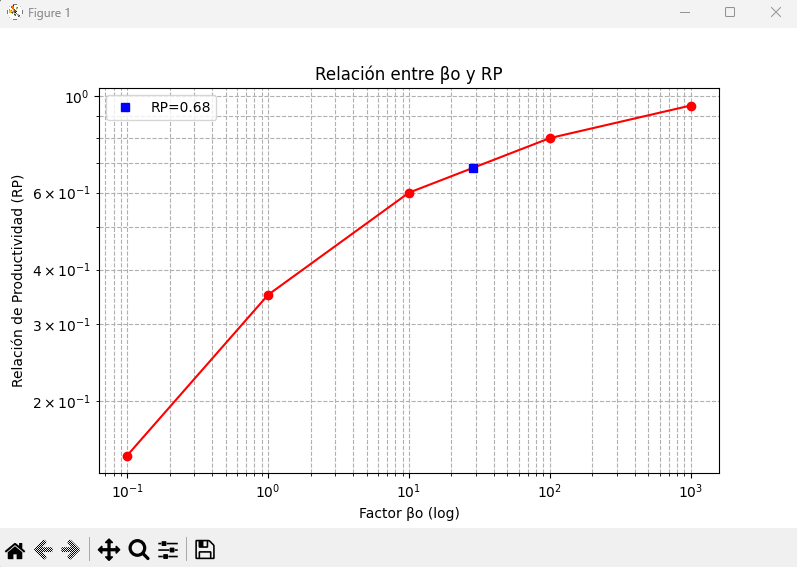 Figure 1
Relación entre βo y RP
RP=0.68
Relación de Productividad (RP)
10⁰
6 × 10⁻¹
4 × 10⁻¹
3 × 10⁻¹
2 × 10⁻¹
10⁻¹ 10⁰ 10¹ 10² 10³
Factor βo (log)